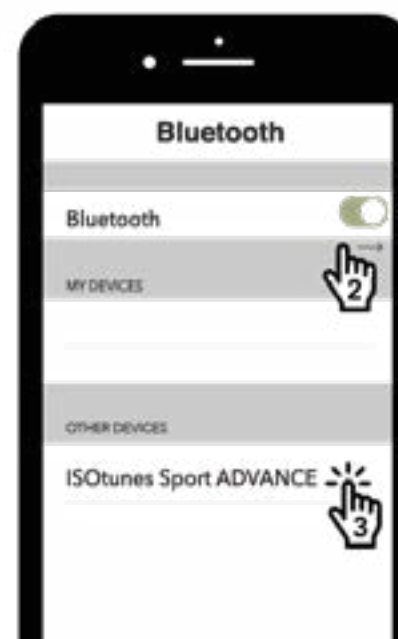 Bluetooth
Bluetooth
2
MY DEVICES
OTHER DEVICES
ISOtunes Sport ADVANCE
3